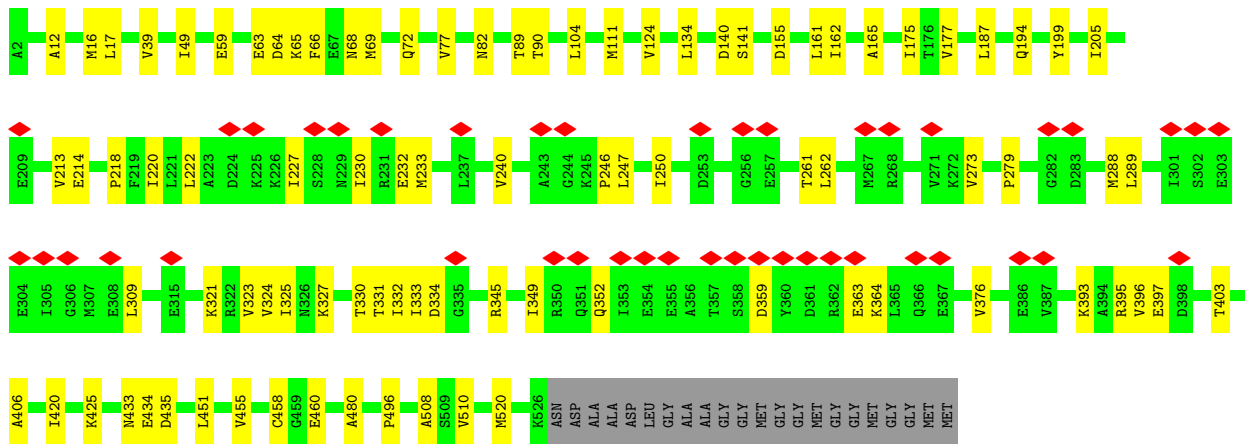 A2 A12 M16 L17 V39 I49 E59 E63 D64 K65 F66 E67 N68 M69 Q72 V77 N82 T89 T90 L104 M111 V124 L134 D140 S141 D155 L161 I162 A165 I175 T176 V177 L187 Q194 Y199 I205
E209 V213 E214 P218 F219 I220 L221 L222 A223 D224 K225 K226 I227 S228 N229 I230 R231 E232 M233 L237 V240 A243 G244 K245 P246 L247 I250 D253 G256 E257 T261 L262 M267 R268 V271 K272 V273 P279 G282 D283 M288 L289 I301 S302 E303
E304 I305 G306 M307 E308 L309 E315 K321 R322 V323 V324 I325 N326 K327 T330 T331 I332 I333 D334 G335 R345 I349 R350 Q351 Q352 I353 E354 E355 A356 T357 S358 D359 Y360 D361 R362 E363 K364 L365 Q366 E367 V376 E386 V387 K393 A394 R395 V396 E397 D398 T403
A406 I420 K425 N433 E434 D435 L451 V455 C458 G459 E460 A480 P496 A508 S509 V510 M520 K526 ASN ASP ALA ALA ASP LEU GLY ALA ALA GLY GLY MET GLY GLY MET GLY GLY MET GLY GLY MET MET